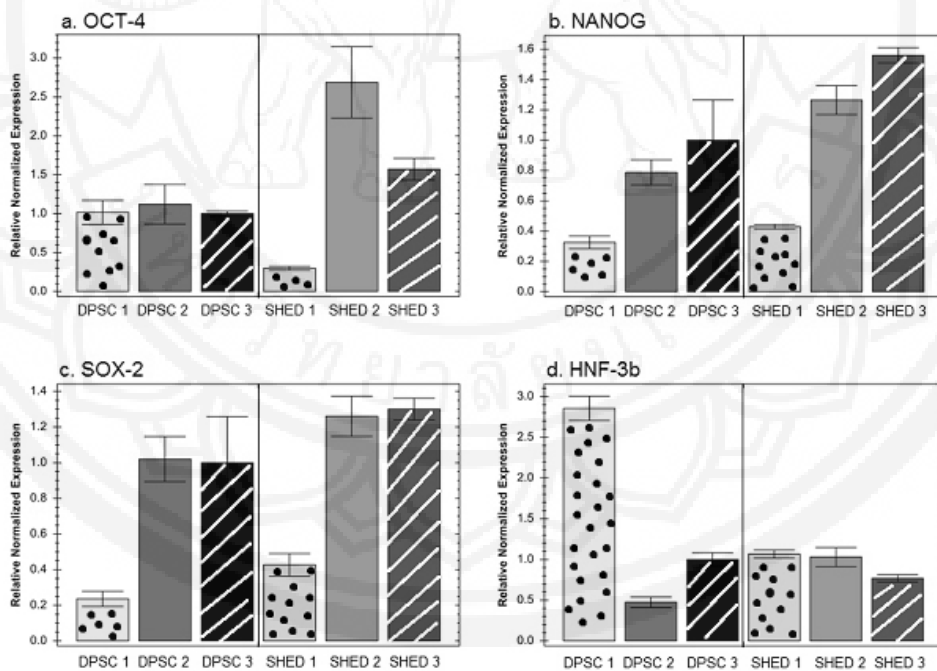 a. OCT-4
Relative Normalized Expression
3.0
2.5
2.0
1.5
1.0
0.5
0.0
DPSC 1 DPSC 2 DPSC 3 SHED 1 SHED 2 SHED 3
b. NANOG
Relative Normalized Expression
1.6
1.4
1.2
1.0
0.8
0.6
0.4
0.2
0.0
DPSC 1 DPSC 2 DPSC 3 SHED 1 SHED 2 SHED 3
c. SOX-2
Relative Normalized Expression
1.4
1.2
1.0
0.8
0.6
0.4
0.2
0.0
DPSC 1 DPSC 2 DPSC 3 SHED 1 SHED 2 SHED 3
d. HNF-3b
Relative Normalized Expression
3.0
2.5
2.0
1.5
1.0
0.5
0.0
DPSC 1 DPSC 2 DPSC 3 SHED 1 SHED 2 SHED 3